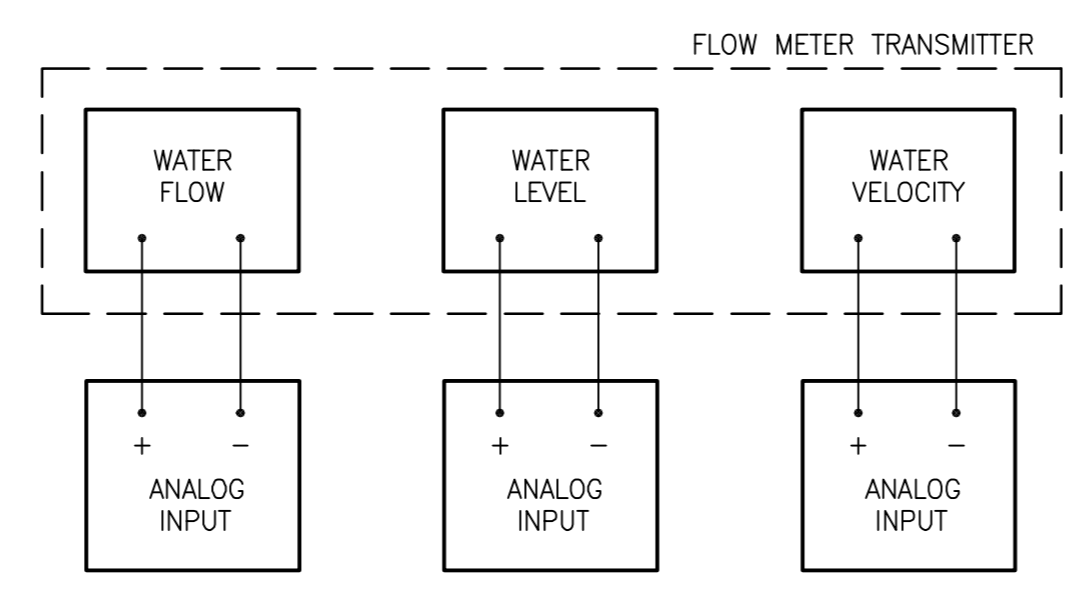 FLOW METER TRANSMITTER
WATER
FLOW
WATER
LEVEL
WATER
VELOCITY
+ −
ANALOG
INPUT
+ −
ANALOG
INPUT
+ −
ANALOG
INPUT